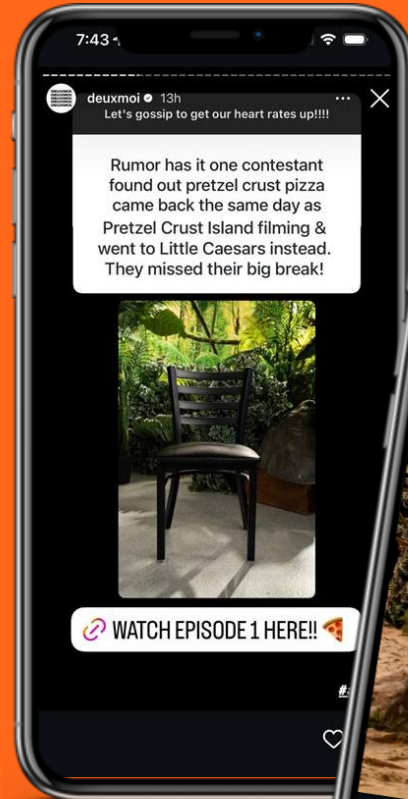 7:43
deuxmoi 13h
Let's gossip to get our heart rates up!!!!
Rumor has it one contestant
found out pretzel crust pizza
came back the same day as
Pretzel Crust Island filming &
went to Little Caesars instead.
They missed their big break!
WATCH EPISODE 1 HERE!! 🍕